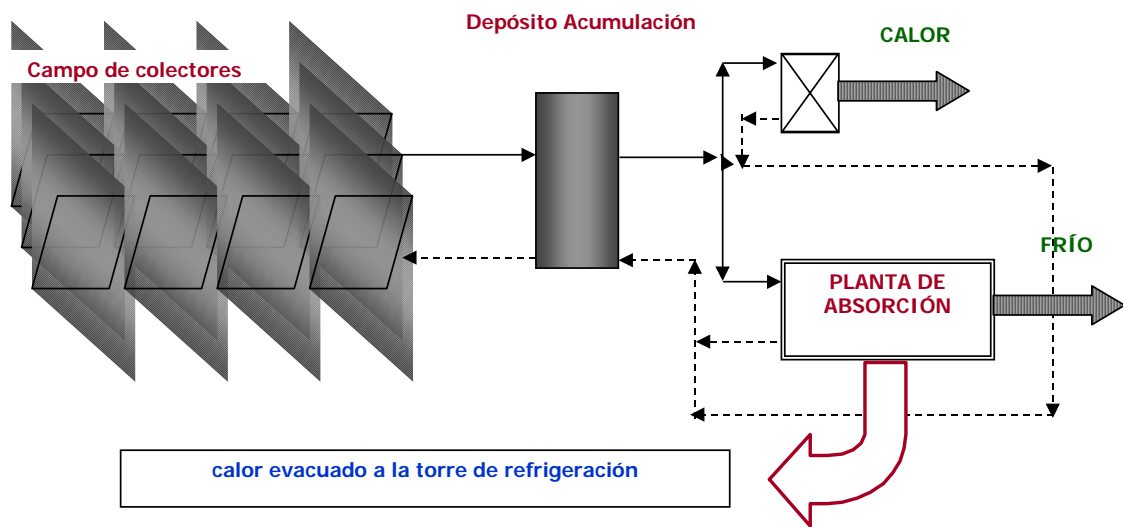 Depósito Acumulación
CALOR
Campo de colectores
FRÍO
PLANTA DE
ABSORCIÓN
calor evacuado a la torre de refrigeración